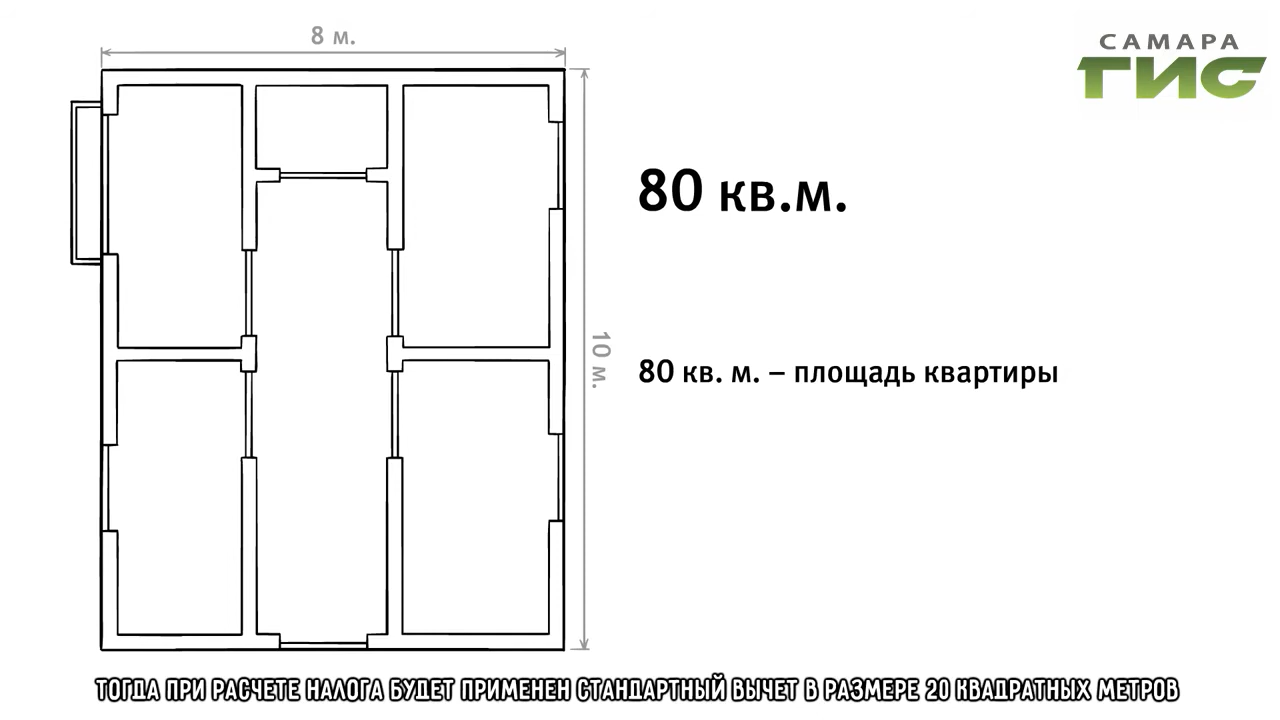 8 м.
САМАРА
ГИС
80 кв.м.
10 м.
80 кв. м. – площадь квартиры
ТОГДА ПРИ РАСЧЕТЕ НАЛОГА БУДЕТ ПРИМЕНЕН СТАНДАРТНЫЙ ВЫЧЕТ В РАЗМЕРЕ 20 КВАДРАТНЫХ МЕТРОВ